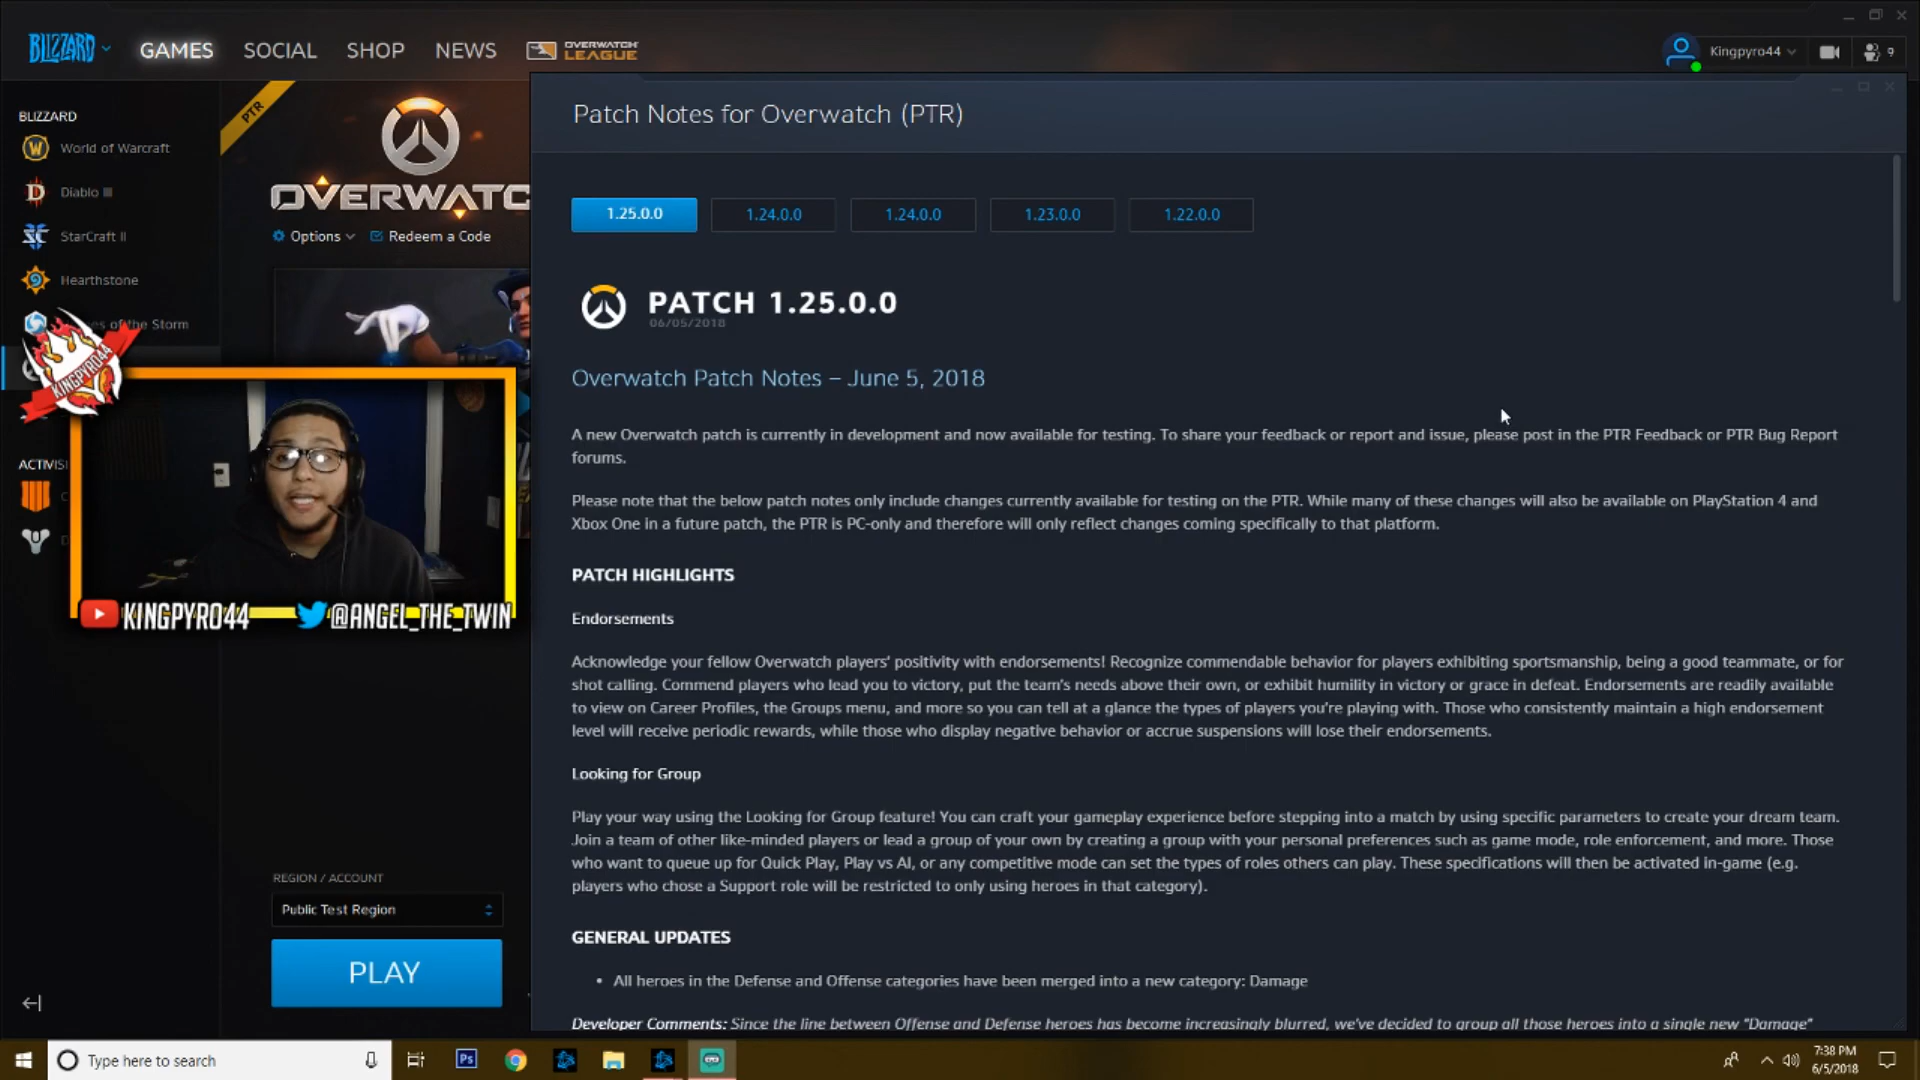 BLIZZARD
GAMES
SOCIAL
SHOP
NEWS
OVERWATCH
LEAGUE
Kingpyro44
9
BLIZZARD
World of Warcraft
Diablo III
StarCraft II
Hearthstone
es of the Storm
ACTIVIS
PTR
OVERWATC
Options
Redeem a Code
KINGPYRO44
KINGPYRO44
@ANGEL_THE_TWIN
REGION / ACCOUNT
Public Test Region
PLAY
Patch Notes for Overwatch (PTR)
1.25.0.0
1.24.0.0
1.24.0.0
1.23.0.0
1.22.0.0
PATCH 1.25.0.0
06/05/2018
Overwatch Patch Notes – June 5, 2018
A new Overwatch patch is currently in development and now available for testing. To share your feedback or report and issue, please post in the PTR Feedback or PTR Bug Report
forums.
Please note that the below patch notes only include changes currently available for testing on the PTR. While many of these changes will also be available on PlayStation 4 and
Xbox One in a future patch, the PTR is PC-only and therefore will only reflect changes coming specifically to that platform.
PATCH HIGHLIGHTS
Endorsements
Acknowledge your fellow Overwatch players' positivity with endorsements! Recognize commendable behavior for players exhibiting sportsmanship, being a good teammate, or for
shot calling. Commend players who lead you to victory, put the team's needs above their own, or exhibit humility in victory or grace in defeat. Endorsements are readily available
to view on Career Profiles, the Groups menu, and more so you can tell at a glance the types of players you're playing with. Those who consistently maintain a high endorsement
level will receive periodic rewards, while those who display negative behavior or accrue suspensions will lose their endorsements.
Looking for Group
Play your way using the Looking for Group feature! You can craft your gameplay experience before stepping into a match by using specific parameters to create your dream team.
Join a team of other like-minded players or lead a group of your own by creating a group with your personal preferences such as game mode, role enforcement, and more. Those
who want to queue up for Quick Play, Play vs AI, or any competitive mode can set the types of roles others can play. These specifications will then be activated in-game (e.g.
players who chose a Support role will be restricted to only using heroes in that category).
GENERAL UPDATES
• All heroes in the Defense and Offense categories have been merged into a new category: Damage
Developer Comments: Since the line between Offense and Defense heroes has become increasingly blurred, we've decided to group all those heroes into a single new "Damage"
Type here to search
Ps
7:38 PM
6/5/2018